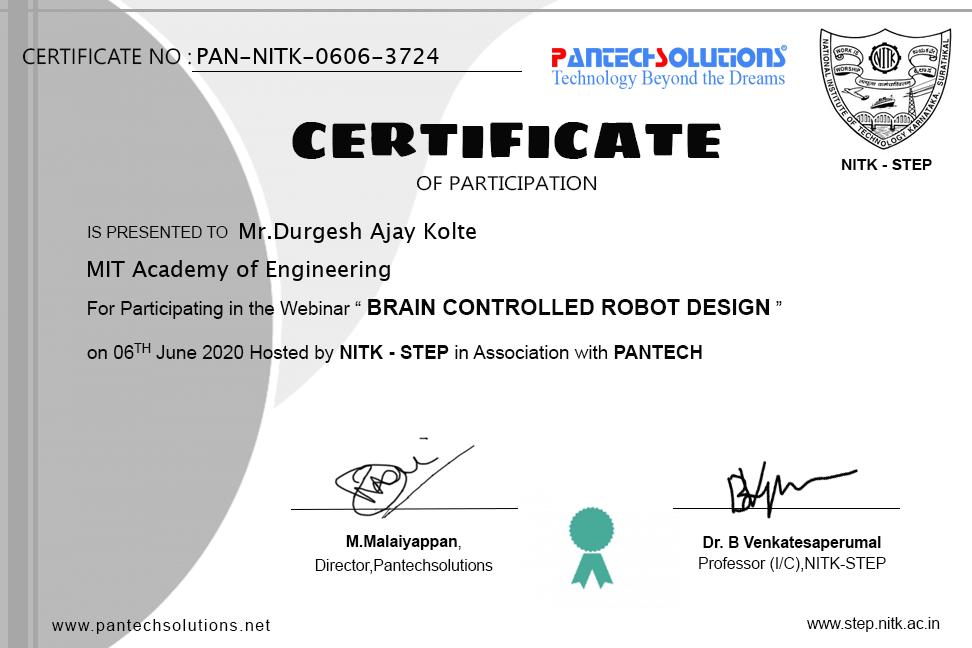 CERTIFICATE NO : PAN-NITK-0606-3724
PANTECHSOLUTIONS®
Technology Beyond the Dreams
WORK IS
WORSHIP
NITK
NATIONAL INSTITUTE OF TECHNOLOGY KARNATAKA, SURATHKAL
NITK - STEP
CERTIFICATE
OF PARTICIPATION
IS PRESENTED TO Mr.Durgesh Ajay Kolte
MIT Academy of Engineering
For Participating in the Webinar “ BRAIN CONTROLLED ROBOT DESIGN ”
on 06TH June 2020 Hosted by NITK - STEP in Association with PANTECH
M.Malaiyappan,
Director,Pantechsolutions
Dr. B Venkatesaperumal
Professor (I/C),NITK-STEP
www.pantechsolutions.net
www.step.nitk.ac.in